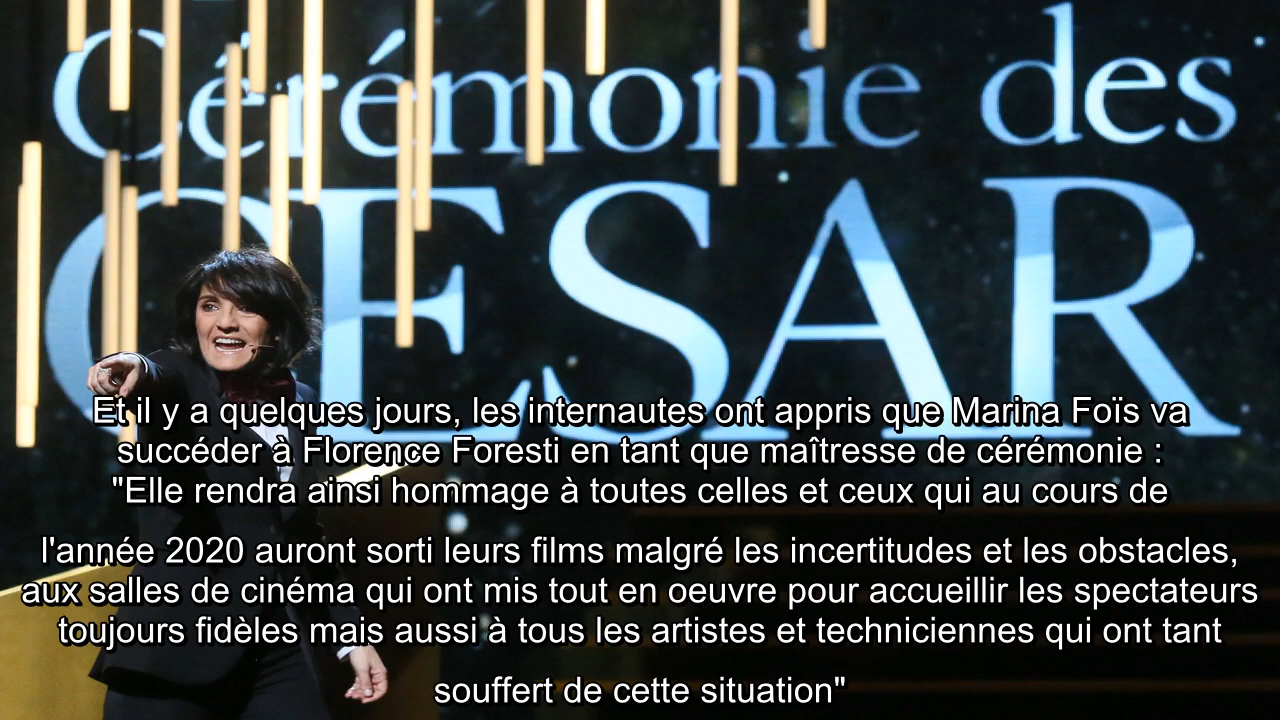 Cérémonie des
CESAR
Et il y a quelques jours, les internautes ont appris que Marina Foïs va
succéder à Florence Foresti en tant que maîtresse de cérémonie :
"Elle rendra ainsi hommage à toutes celles et ceux qui au cours de
l'année 2020 auront sorti leurs films malgré les incertitudes et les obstacles,
aux salles de cinéma qui ont mis tout en oeuvre pour accueillir les spectateurs
toujours fidèles mais aussi à tous les artistes et techniciennes qui ont tant
souffert de cette situation"